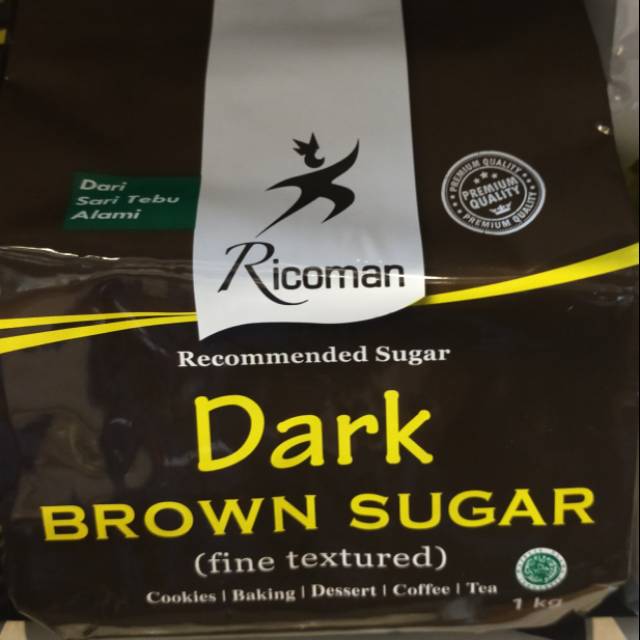 Dari
Sari Tebu
Alami
PREMIUM QUALITY
PREMIUM
QUALITY
PREMIUM QUALITY
Ricoman
Recommended Sugar
Dark
BROWN SUGAR
(fine textured)
Cookies | Baking | Dessert | Coffee | Tea
1 kg